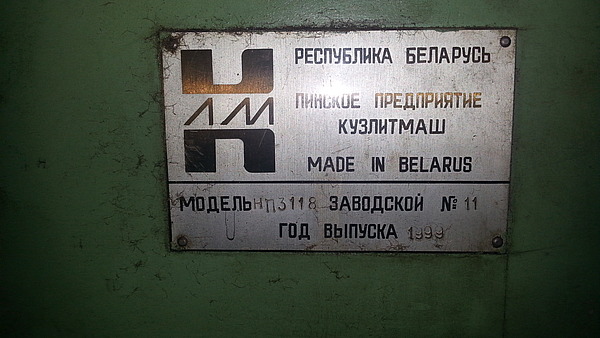 РЕСПУБЛИКА БЕЛАРУСЬ
ПИНСКОЕ ПРЕДПРИЯТИЕ
КУЗЛИТМАШ
MADE IN BELARUS
МОДЕЛЬ НП3118 ЗАВОДСКОЙ № 11
ГОД ВЫПУСКА 1999